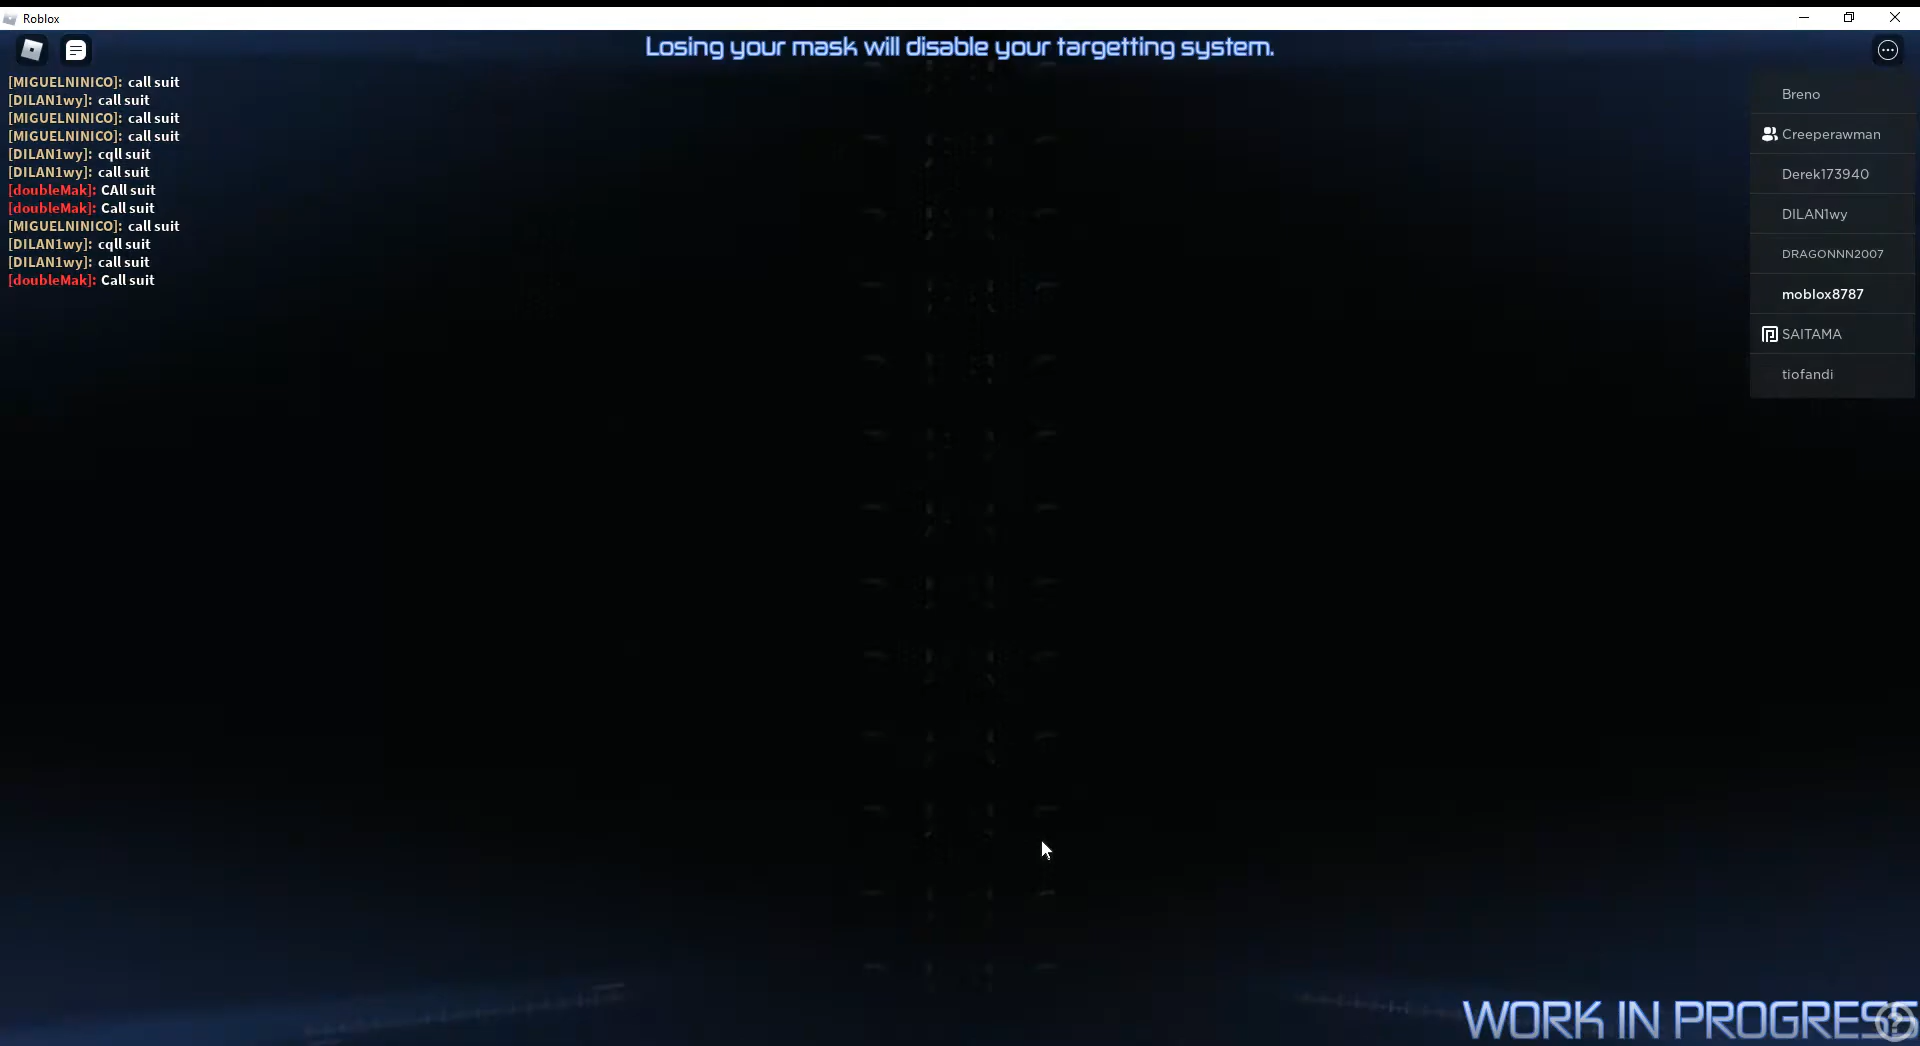 Roblox
Losing your mask will disable your targetting system.
[MIGUELNINICO]: call suit
[DILAN1wy]: call suit
[MIGUELNINICO]: call suit
[MIGUELNINICO]: call suit
[DILAN1wy]: cqll suit
[DILAN1wy]: call suit
[doubleMak]: CAll suit
[doubleMak]: Call suit
[MIGUELNINICO]: call suit
[DILAN1wy]: cqll suit
[DILAN1wy]: call suit
[doubleMak]: Call suit
Breno
Creeperawman
Derek173940
DILAN1wy
DRAGONNN2007
moblox8787
SAITAMA
tiofandi
WORK IN PROGRESS
?